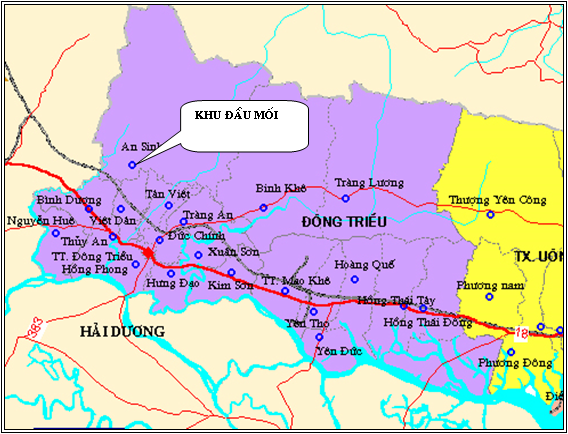 KHU ĐẦU MỐI
An Sinh
Bình Dương
Tân Việt
Bình Khê
Tràng Lương
Thượng Yên Công
Nguyễn Huệ
Việt Dân
Tràng An
ĐÔNG TRIỀU
Thủy An
Đức Chính
Xuân Sơn
TX. UÔN
TT. Đông Triều
Hồng Phong
Hoàng Quế
Hưng Đạo
Kim Sơn
TT. Mạo Khê
Phương nam
Hồng Thái Tây
Yên Thọ
Hồng Thái Đông
383
HẢI DƯƠNG
18
Yên Đức
Phương Đông
Điề